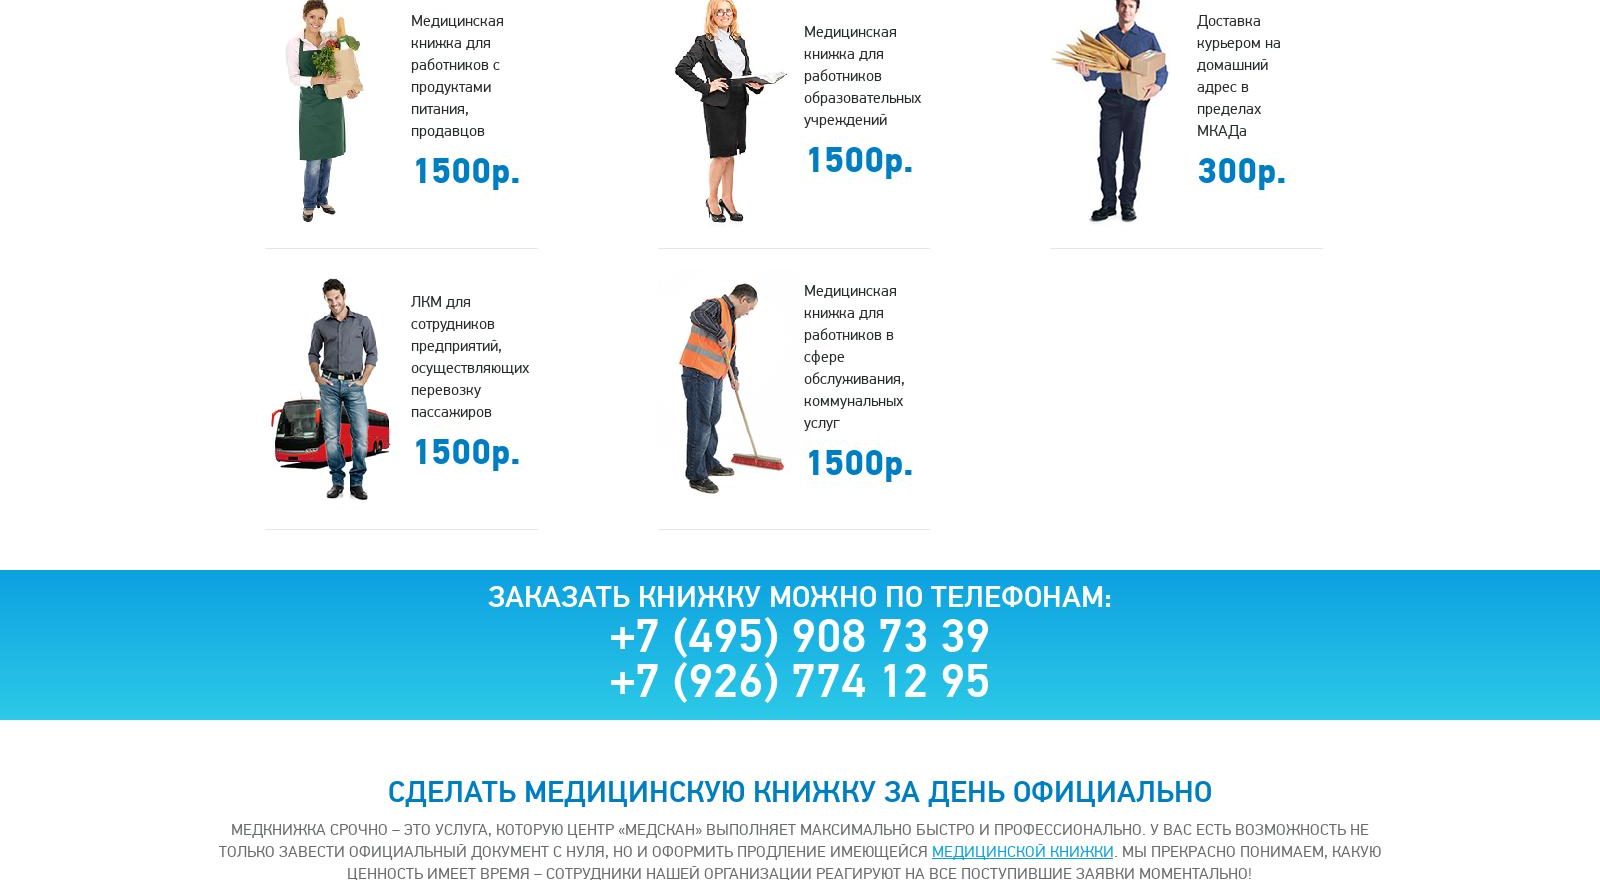 Медицинская
книжка для
работников с
продуктами
питания,
продавцов
1500р.
Медицинская
книжка для
работников
образовательных
учреждений
1500р.
Доставка
курьером на
домашний
адрес в
пределах
МКАДа
300р.
ЛКМ для
сотрудников
предприятий,
осуществляющих
перевозку
пассажиров
1500р.
Медицинская
книжка для
работников в
сфере
обслуживания,
коммунальных
услуг
1500р.
ЗАКАЗАТЬ КНИЖКУ МОЖНО ПО ТЕЛЕФОНАМ:
+7 (495) 908 73 39
+7 (926) 774 12 95
СДЕЛАТЬ МЕДИЦИНСКУЮ КНИЖКУ ЗА ДЕНЬ ОФИЦИАЛЬНО
МЕДКНИЖКА СРОЧНО – ЭТО УСЛУГА, КОТОРУЮ ЦЕНТР «МЕДСКАН» ВЫПОЛНЯЕТ МАКСИМАЛЬНО БЫСТРО И ПРОФЕССИОНАЛЬНО. У ВАС ЕСТЬ ВОЗМОЖНОСТЬ НЕ
ТОЛЬКО ЗАВЕСТИ ОФИЦИАЛЬНЫЙ ДОКУМЕНТ С НУЛЯ, НО И ОФОРМИТЬ ПРОДЛЕНИЕ ИМЕЮЩЕЙСЯ МЕДИЦИНСКОЙ КНИЖКИ. МЫ ПРЕКРАСНО ПОНИМАЕМ, КАКУЮ
ЦЕННОСТЬ ИМЕЕТ ВРЕМЯ – СОТРУДНИКИ НАШЕЙ ОРГАНИЗАЦИИ РЕАГИРУЮТ НА ВСЕ ПОСТУПИВШИЕ ЗАЯВКИ МОМЕНТАЛЬНО!